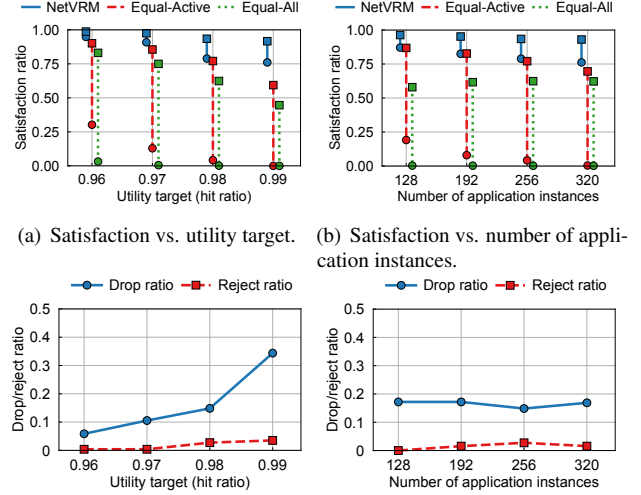 NetVRM Equal-Active Equal-All
NetVRM Equal-Active Equal-All
Satisfaction ratio
1.00
0.75
0.50
0.25
0.00
0.96 0.97 0.98 0.99
Utility target (hit ratio)
Satisfaction ratio
1.00
0.75
0.50
0.25
0.00
128 192 256 320
Number of application instances
(a) Satisfaction vs. utility target.
(b) Satisfaction vs. number of appli-
cation instances.
Drop ratio Reject ratio
Drop/reject ratio
0.5
0.4
0.3
0.2
0.1
0
0.96 0.97 0.98 0.99
Utility target (hit ratio)
Drop ratio Reject ratio
Drop/reject ratio
0.5
0.4
0.3
0.2
0.1
0
128 192 256 320
Number of application instances